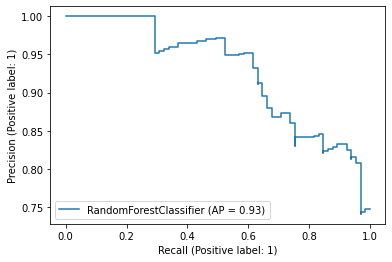 1.00
0.95
0.90
0.85
0.80
0.75
Precision (Positive label: 1)
RandomForestClassifier (AP = 0.93)
0.0 0.2 0.4 0.6 0.8 1.0
Recall (Positive label: 1)